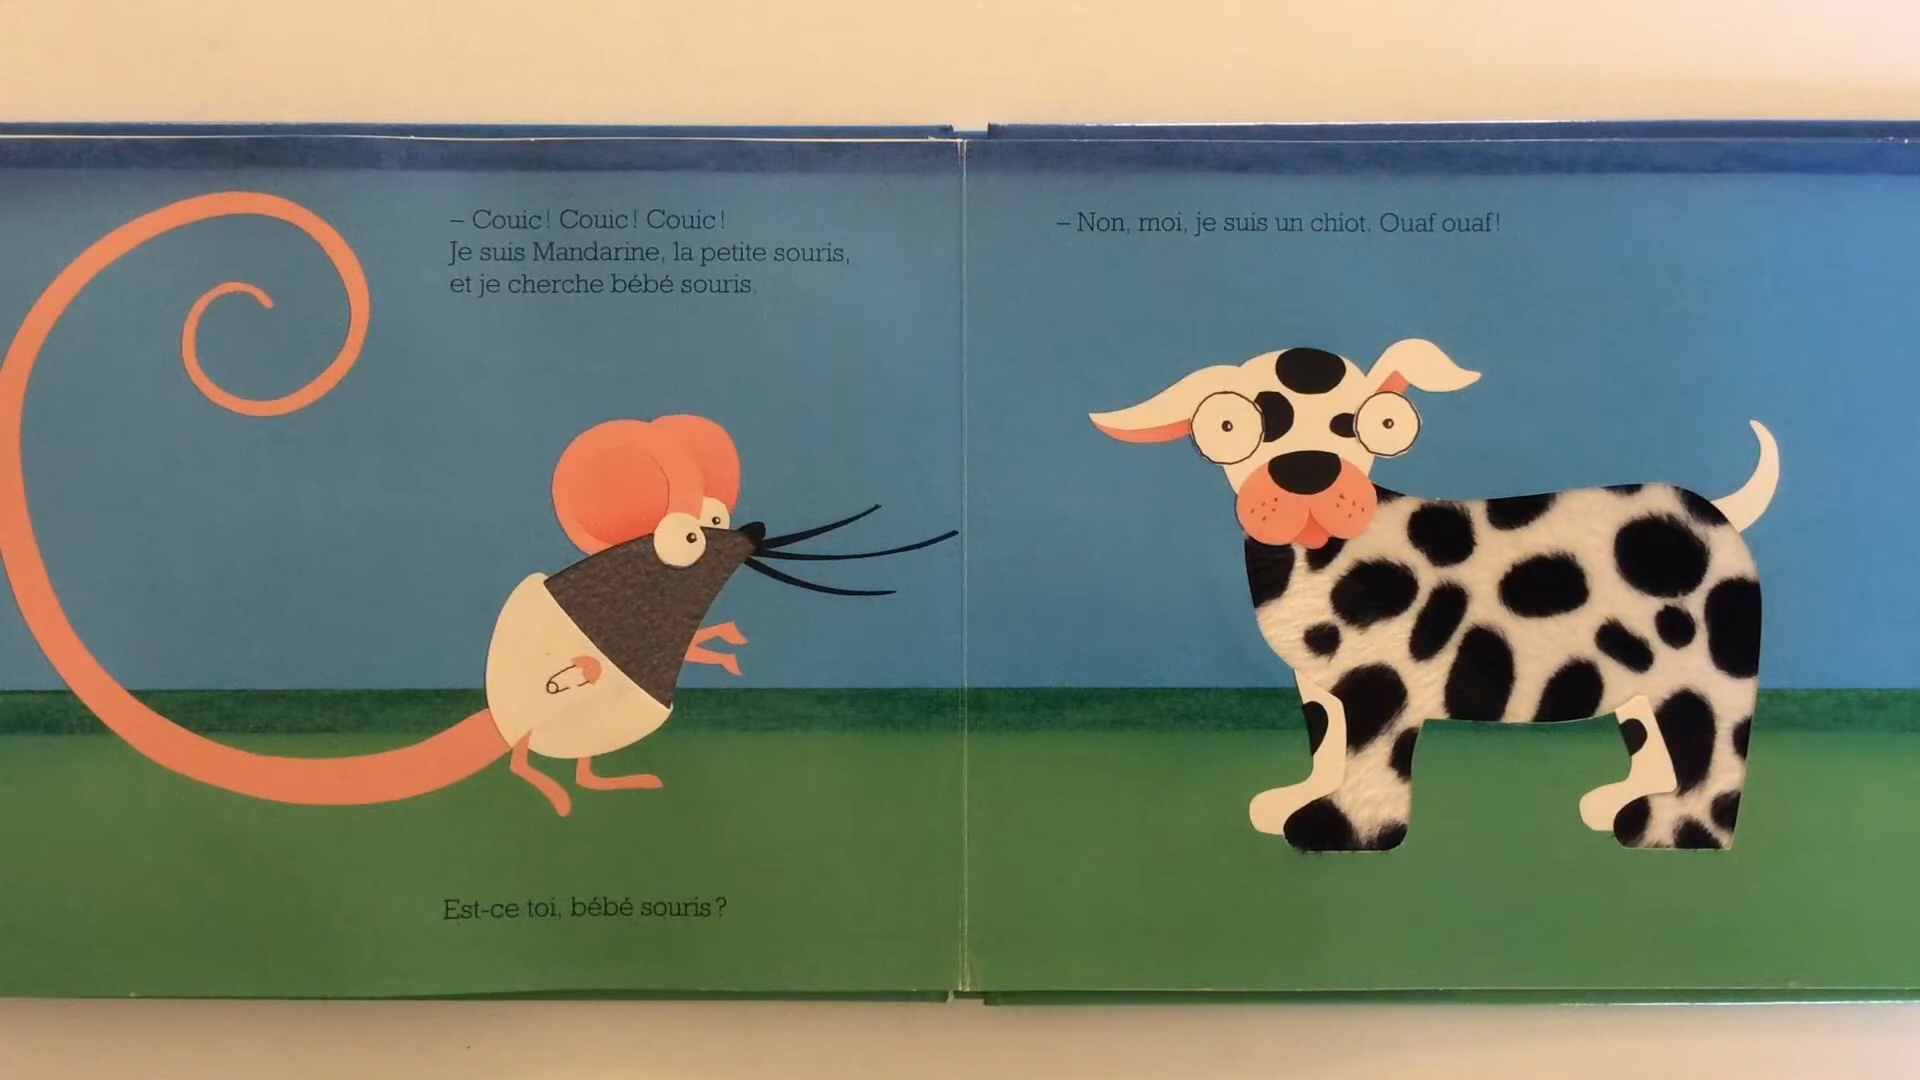 – Couic! Couic! Couic!
Je suis Mandarine, la petite souris,
et je cherche bébé souris.
Est-ce toi, bébé souris?
– Non, moi, je suis un chiot. Ouaf ouaf!